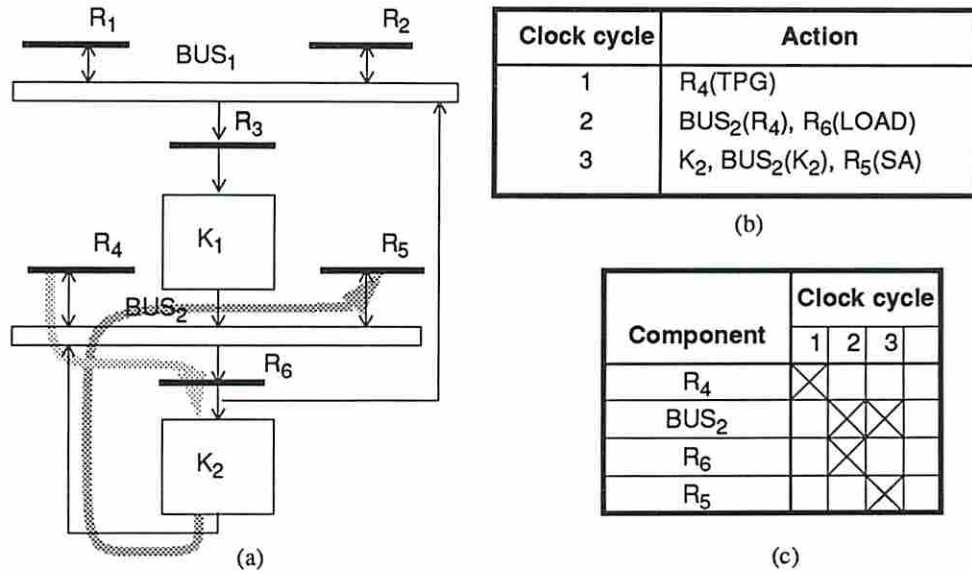 R1
R2
BUS1
R3
K1
R4
R5
BUS2
R6
K2
(a)
Clock cycle Action
1 R4(TPG)
2 BUS2(R4), R6(LOAD)
3 K2, BUS2(K2), R5(SA)
(b)
Component Clock cycle
1 2 3
R4
BUS2
R6
R5
(c)